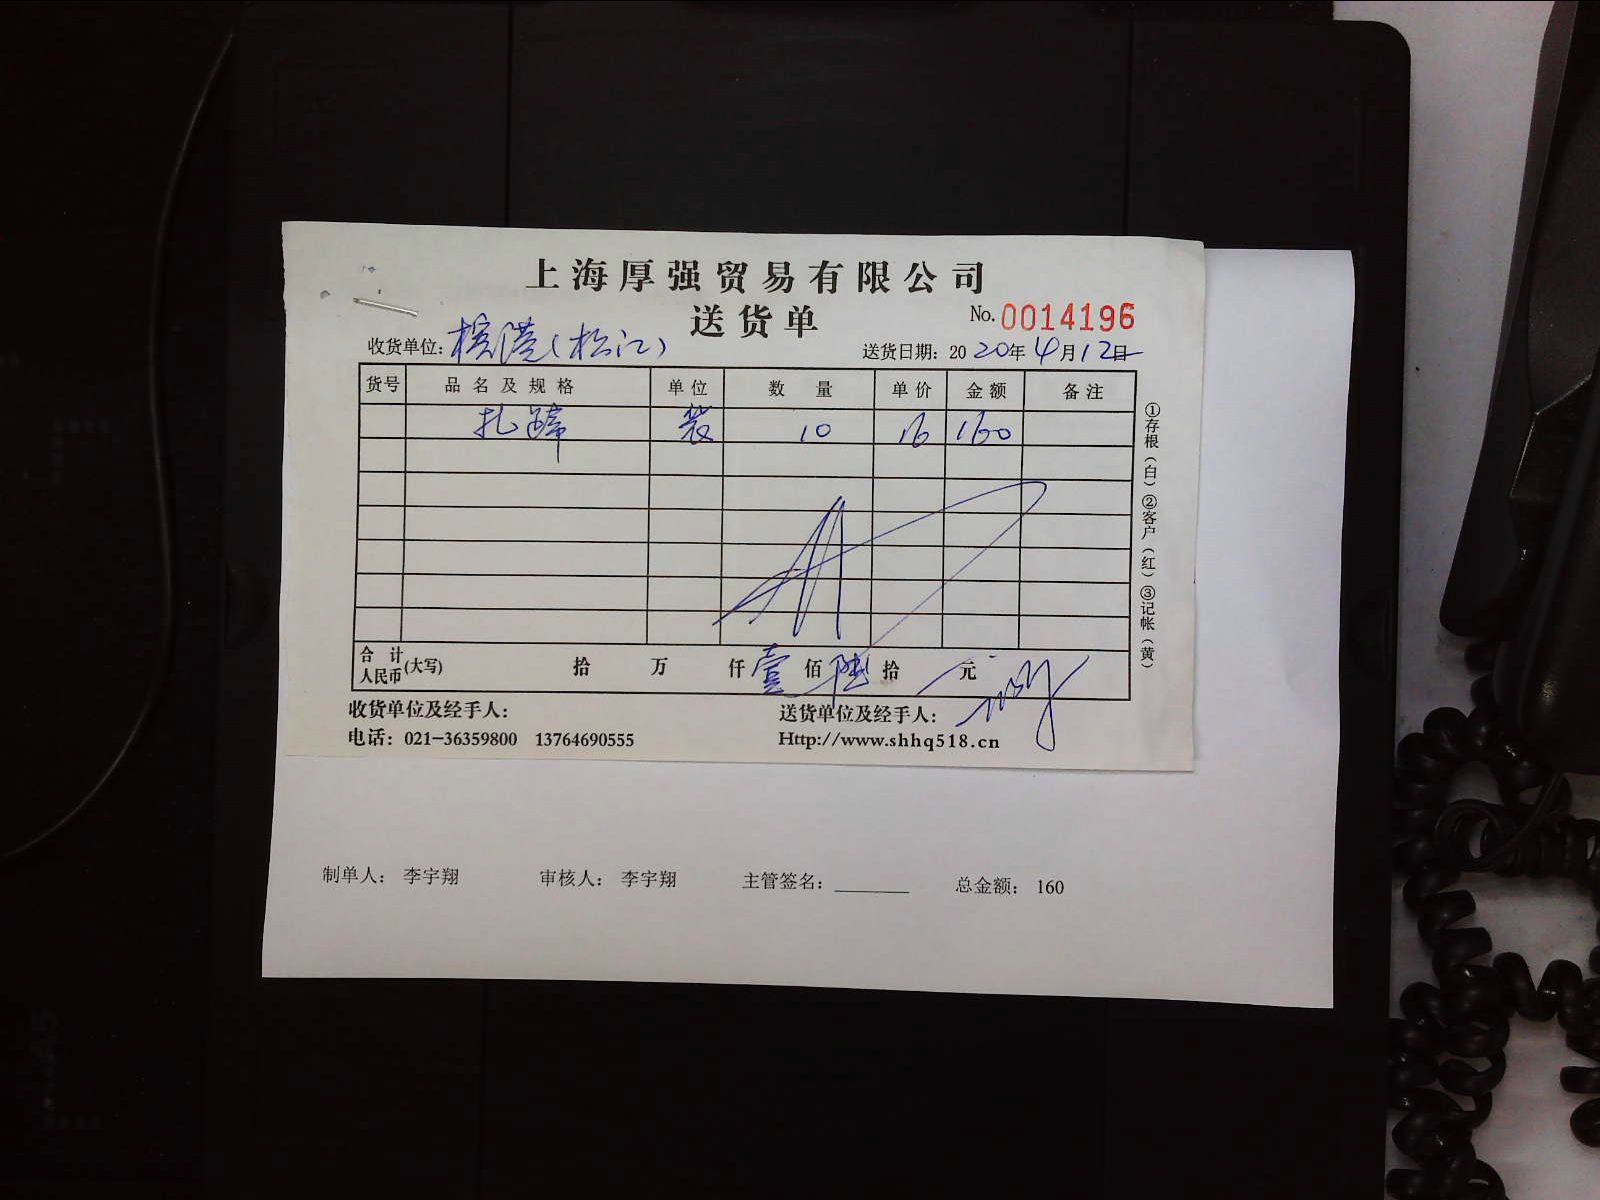 上海厚强贸易有限公司
送货单
No. 0014196
收货单位: 槟港(松江)
送货日期: 2020年4月12日
货号 品名及规格 单位 数量 单价 金额 备注
扎蹄 袋 10 16 160
合计人民币(大写) 拾 万 仟 壹佰 陆拾 元
收货单位及经手人:
送货单位及经手人:
电话: 021-36359800 13764690555
Http://www.shhq518.cn
①存根(白)②客户(红)③记帐(黄)
制单人: 李宇翔 审核人: 李宇翔 主管签名: 总金额: 160